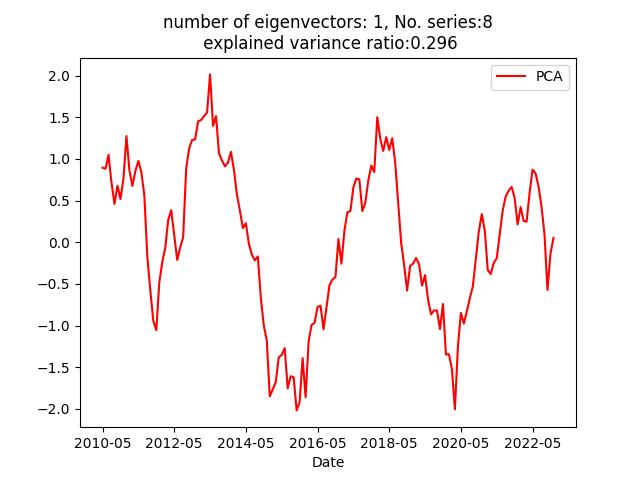 number of eigenvectors: 1, No. series:8
explained variance ratio:0.296
PCA
2.0
1.5
1.0
0.5
0.0
−0.5
−1.0
−1.5
−2.0
2010-05 2012-05 2014-05 2016-05 2018-05 2020-05 2022-05
Date